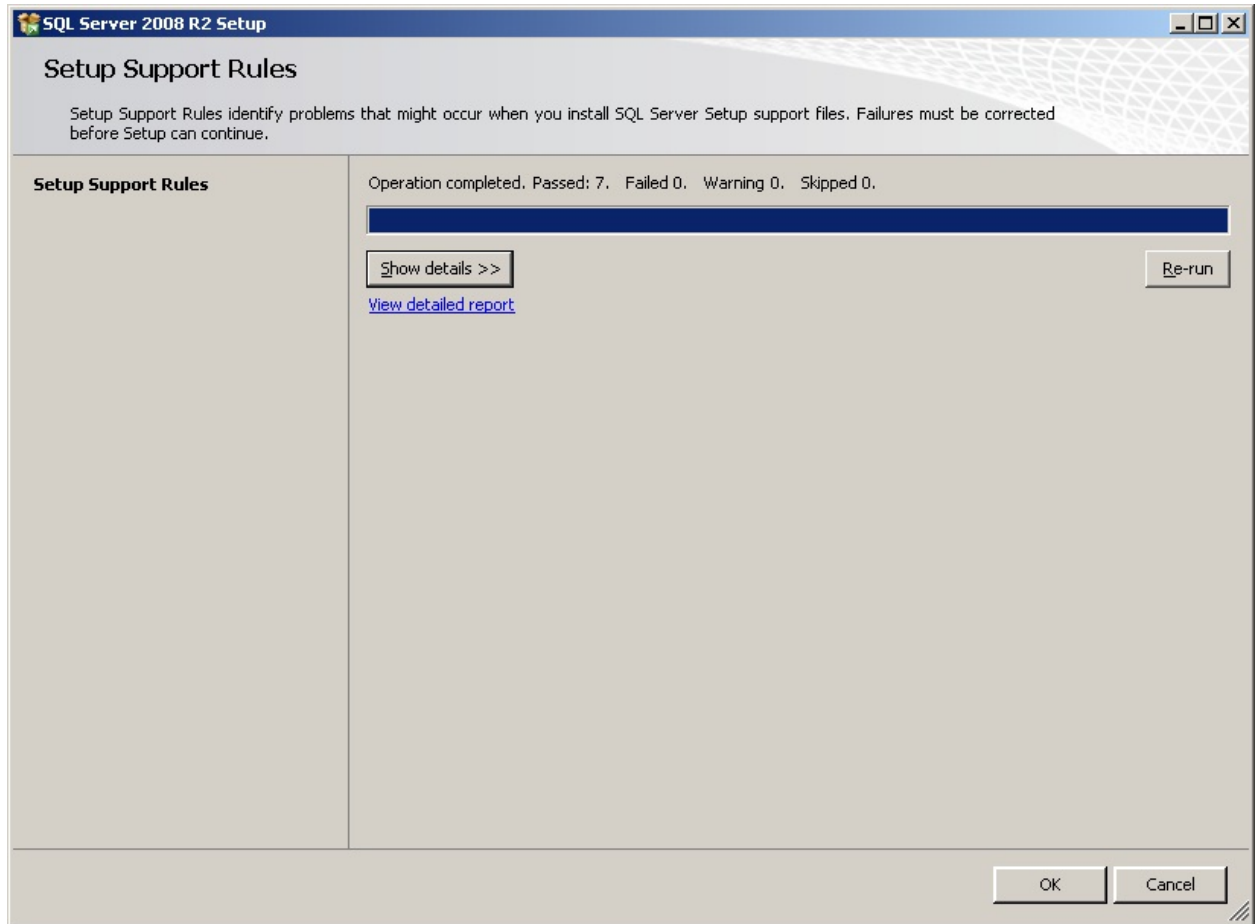 SQL Server 2008 R2 Setup
Setup Support Rules
Setup Support Rules identify problems that might occur when you install SQL Server Setup support files. Failures must be corrected
before Setup can continue.
Setup Support Rules
Operation completed. Passed: 7.   Failed 0.   Warning 0.   Skipped 0.
Show details >>
Re-run
View detailed report
OK
Cancel